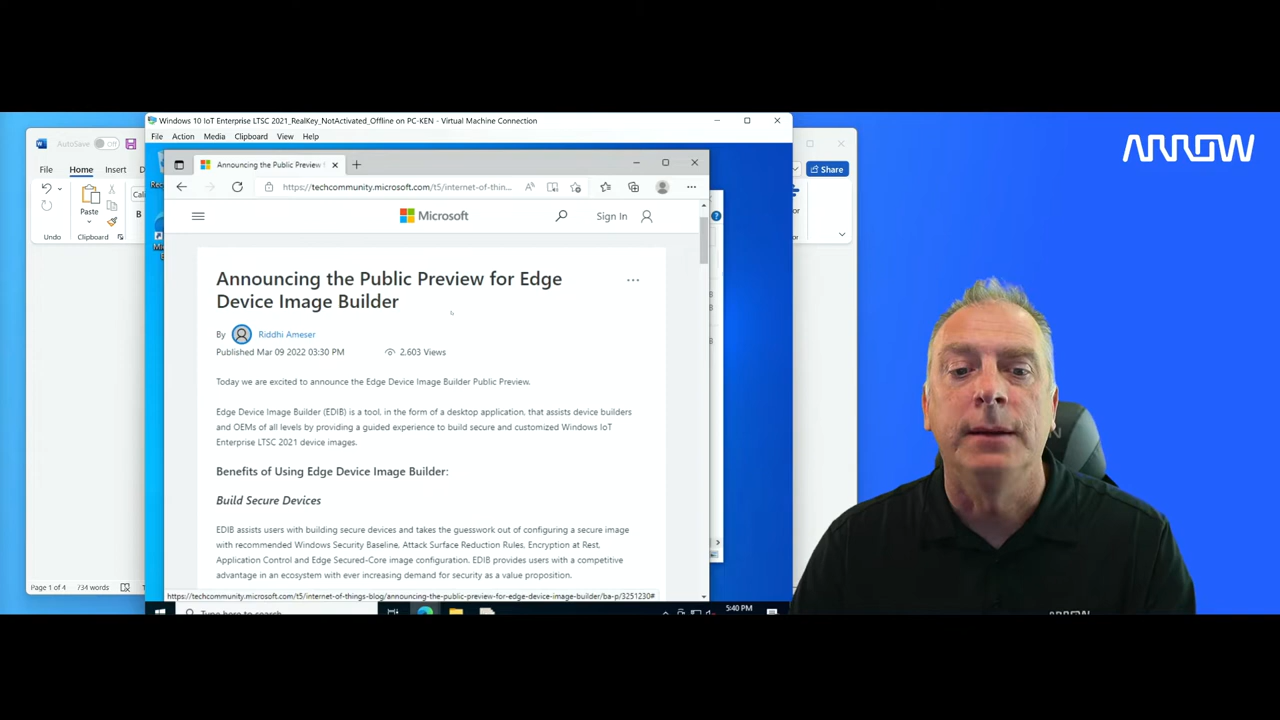 Windows 10 IoT Enterprise LTSC 2021_RealKey_NotActivated_Offline on PC-KEN - Virtual Machine Connection
File Action Media Clipboard View Help
AutoSave Off
Share
File Home Insert
Paste
Undo Clipboard
Announcing the Public Preview
https://techcommunity.microsoft.com/t5/internet-of-thin...
Microsoft
Sign In
Announcing the Public Preview for Edge
Device Image Builder
By Riddhi Ameser
Published Mar 09 2022 03:30 PM 2,603 Views
Today we are excited to announce the Edge Device Image Builder Public Preview.
Edge Device Image Builder (EDIB) is a tool, in the form of a desktop application, that assists device builders
and OEMs of all levels by providing a guided experience to build secure and customized Windows IoT
Enterprise LTSC 2021 device images.
Benefits of Using Edge Device Image Builder:
Build Secure Devices
EDIB assists users with building secure devices and takes the guesswork out of configuring a secure image
with recommended Windows Security Baseline, Attack Surface Reduction Rules, Encryption at Rest,
Application Control and Edge Secured-Core image configuration. EDIB provides users with a competitive
advantage in an ecosystem with ever increasing demand for security as a value proposition.
https://techcommunity.microsoft.com/t5/internet-of-things-blog/announcing-the-public-preview-for-edge-device-image-builder/ba-p/3251230#
Page 1 of 4 734 words
Type here to search
5:40 PM
ARROW
ARROW